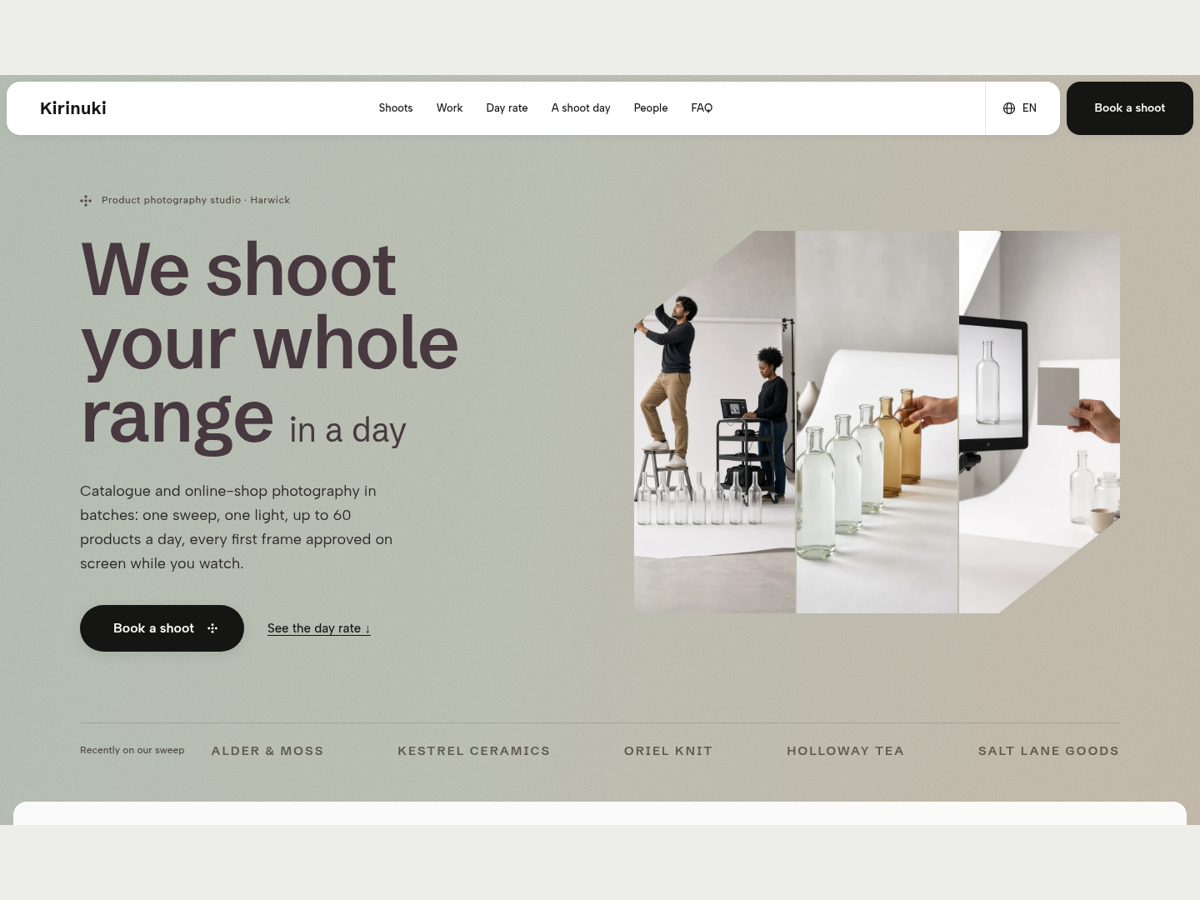 Kirinuki
Shoots
Work
Day rate
A shoot day
People
FAQ
EN
Book a shoot
Product photography studio · Harwick
We shoot
your whole
range in a day
Catalogue and online-shop photography in
batches: one sweep, one light, up to 60
products a day, every first frame approved on
screen while you watch.
Book a shoot
See the day rate ↓
Recently on our sweep
ALDER & MOSS
KESTREL CERAMICS
ORIEL KNIT
HOLLOWAY TEA
SALT LANE GOODS